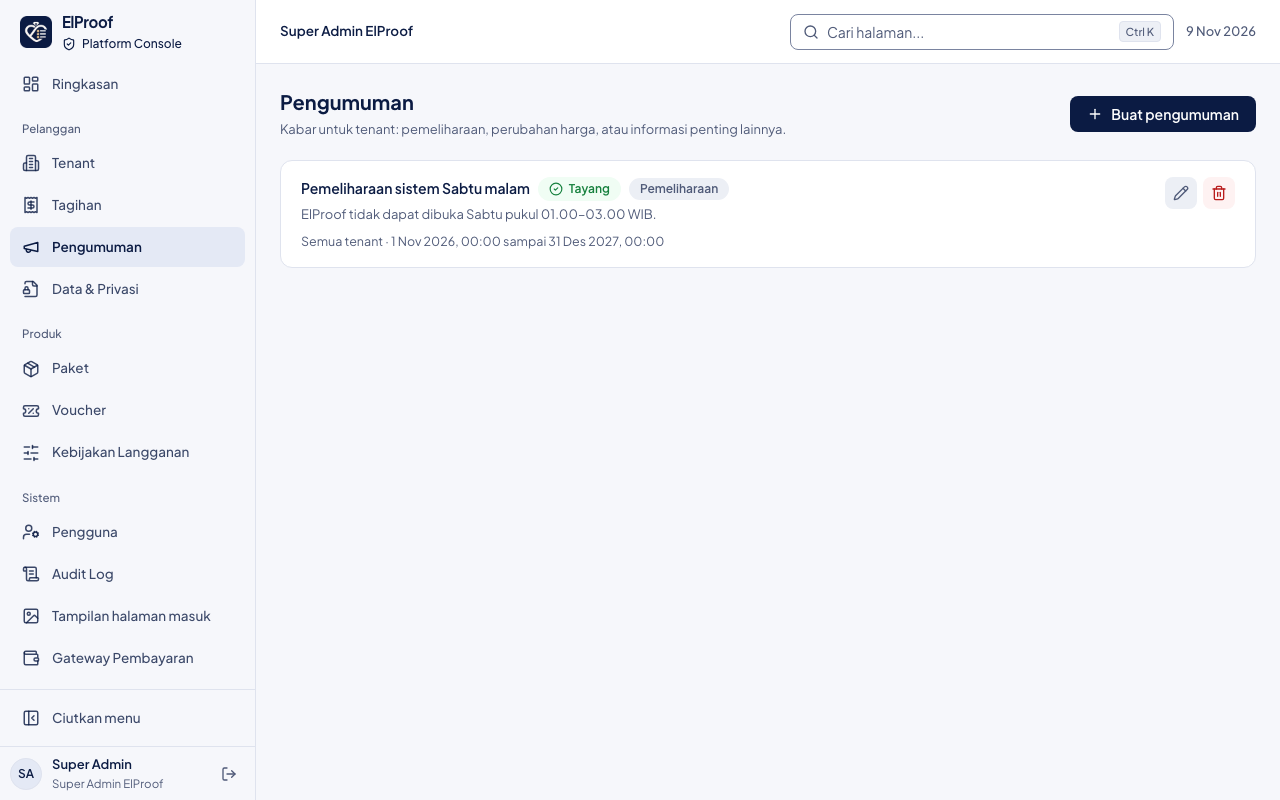 ElProof
Platform Console
Ringkasan
Pelanggan
Tenant
Tagihan
Pengumuman
Data & Privasi
Produk
Paket
Voucher
Kebijakan Langganan
Sistem
Pengguna
Audit Log
Tampilan halaman masuk
Gateway Pembayaran
Ciutkan menu
SA
Super Admin
Super Admin ElProof
Super Admin ElProof
Cari halaman...
Ctrl K
9 Nov 2026
Pengumuman
Kabar untuk tenant: pemeliharaan, perubahan harga, atau informasi penting lainnya.
Buat pengumuman
Pemeliharaan sistem Sabtu malam Tayang Pemeliharaan
ElProof tidak dapat dibuka Sabtu pukul 01.00–03.00 WIB.
Semua tenant · 1 Nov 2026, 00:00 sampai 31 Des 2027, 00:00